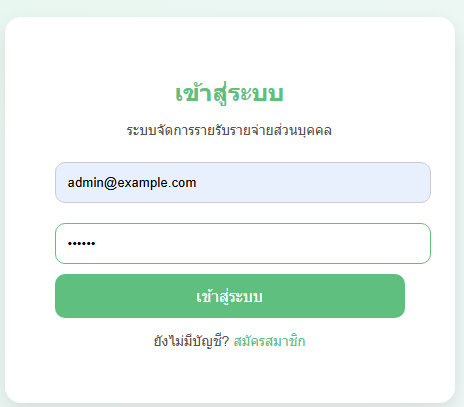 เข้าสู่ระบบ
ระบบจัดการรายรับรายจ่ายส่วนบุคคล
admin@example.com
••••••
เข้าสู่ระบบ
ยังไม่มีบัญชี? สมัครสมาชิก